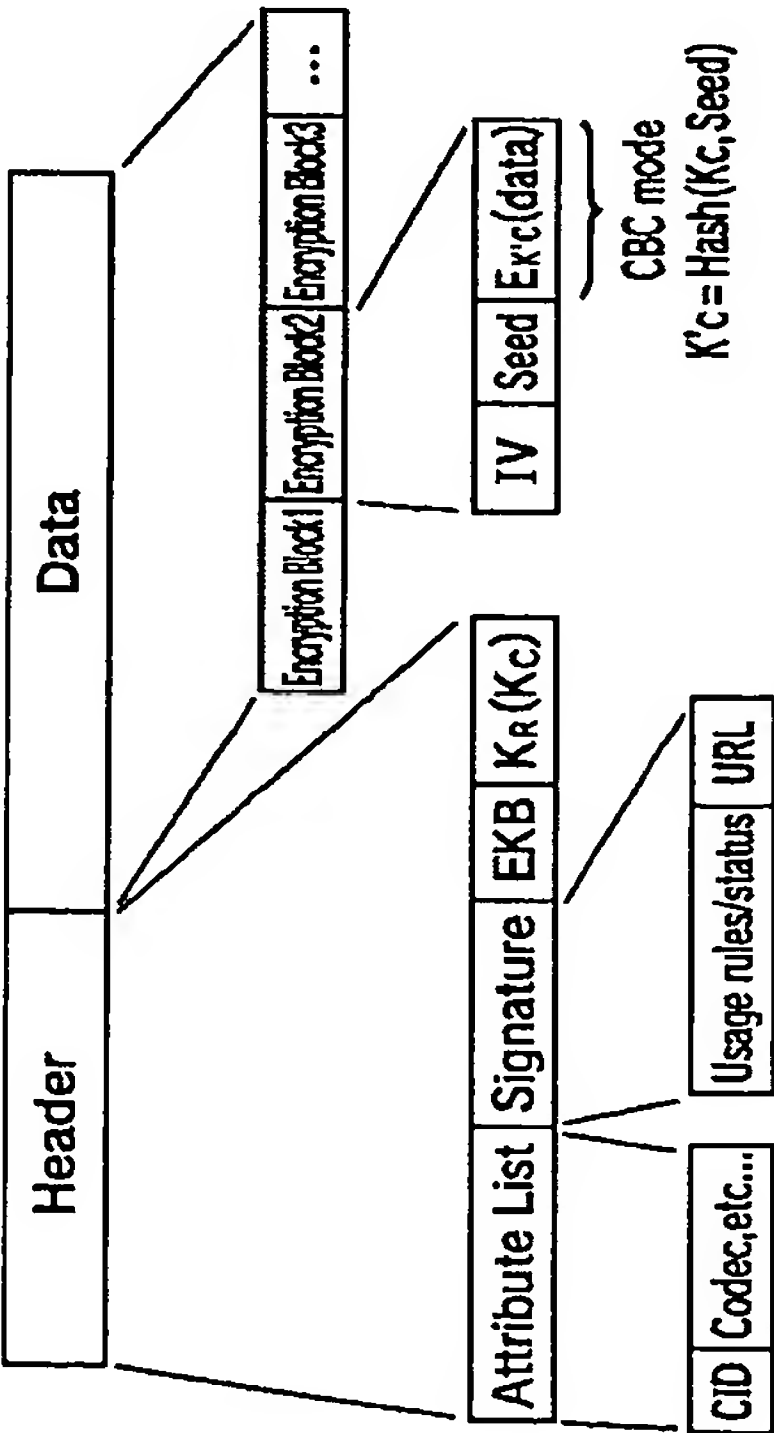 Header
Data
Encryption Block1
Encryption Block2
Encryption Block3
...
Attribute List
Signature
EKB
KR(Kc)
IV
Seed
EK'c(data)
CBC mode
K'c=Hash(Kc,Seed)
CID
Codec,etc...
Usage rules/status
URL